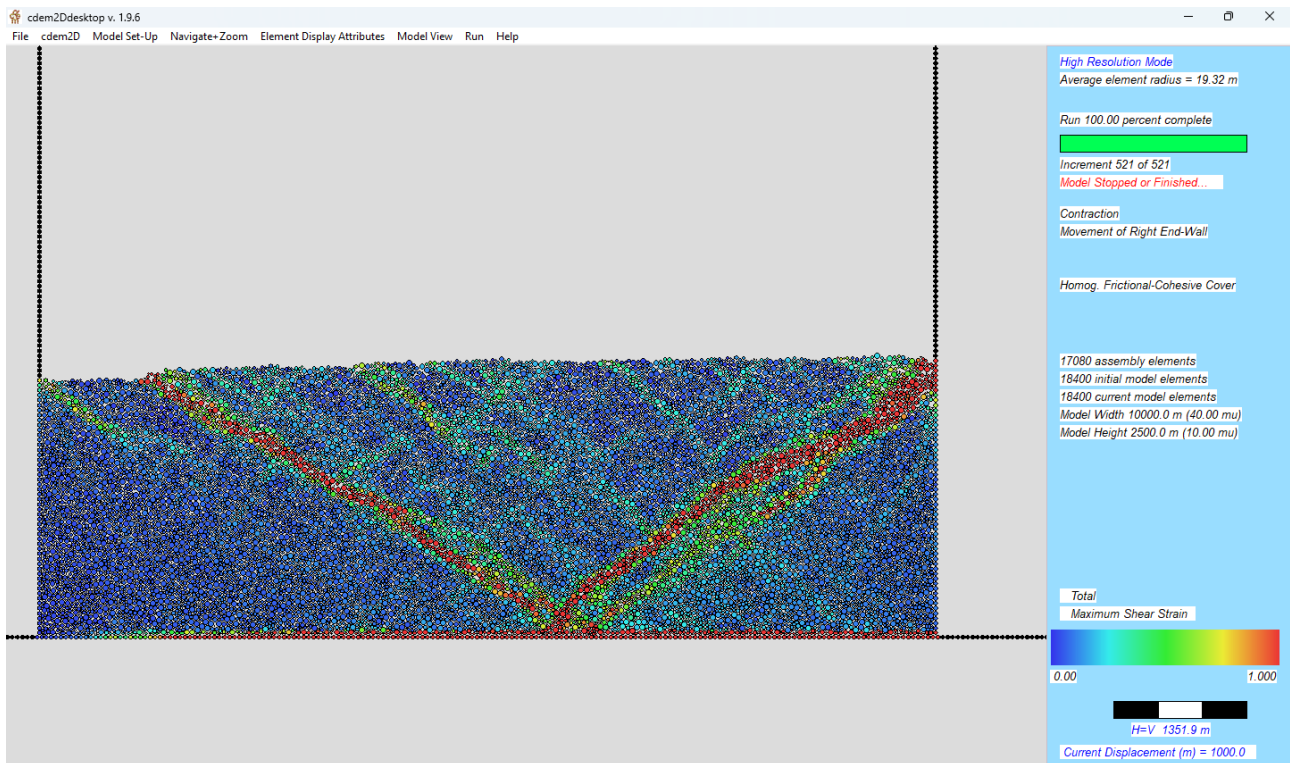 cdem2Ddesktop v. 1.9.6
File cdem2D Model Set-Up Navigate+Zoom Element Display Attributes Model View Run Help
High Resolution Mode
Average element radius = 19.32 m
Run 100.00 percent complete
Increment 521 of 521
Model Stopped or Finished...
Contraction
Movement of Right End-Wall
Homog. Frictional-Cohesive Cover
17080 assembly elements
18400 initial model elements
18400 current model elements
Model Width 10000.0 m (40.00 mu)
Model Height 2500.0 m (10.00 mu)
Total
Maximum Shear Strain
0.00 1.000
H=V 1351.9 m
Current Displacement (m) = 1000.0